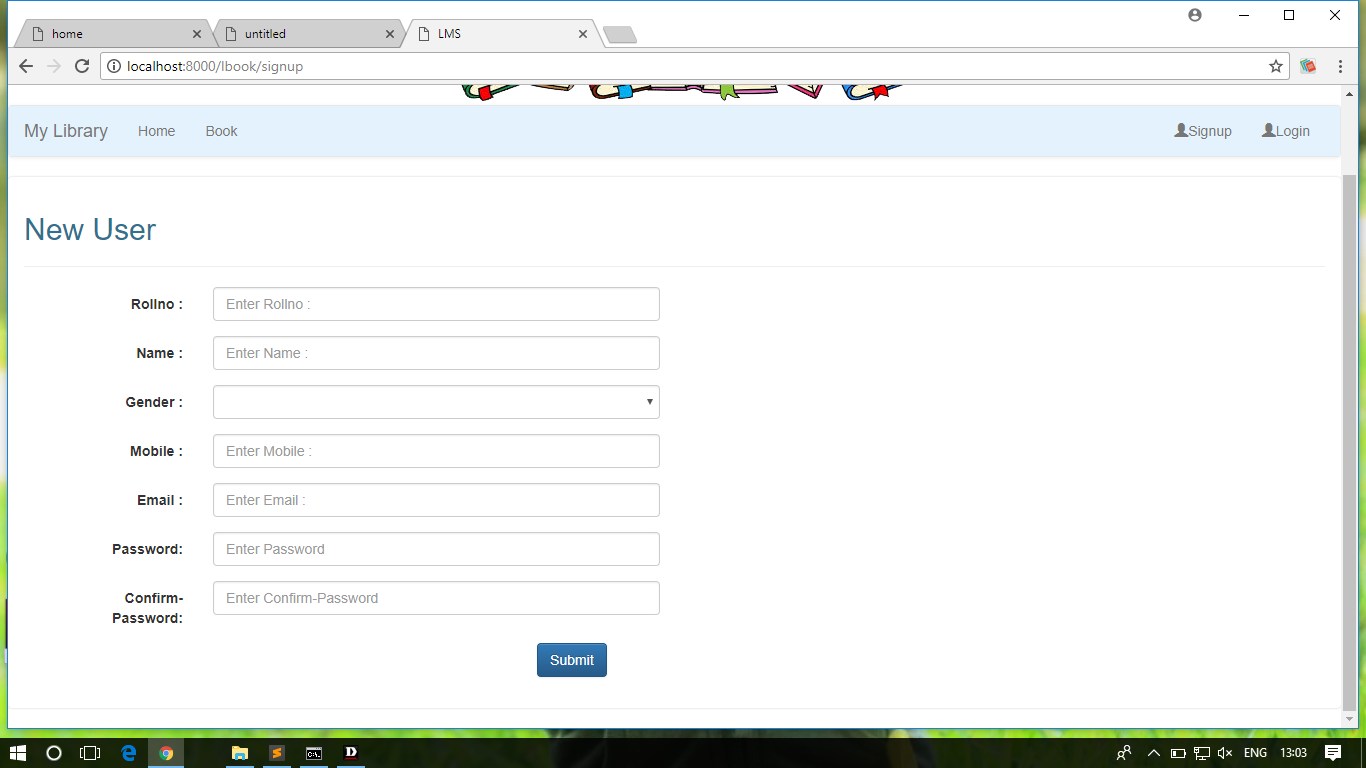 home
untitled
LMS
localhost:8000/lbook/signup
My Library Home Book Signup Login
New User
Rollno : Enter Rollno :
Name : Enter Name :
Gender :
Mobile : Enter Mobile :
Email : Enter Email :
Password: Enter Password
Confirm- Enter Confirm-Password
Password:
Submit
ENG 13:03